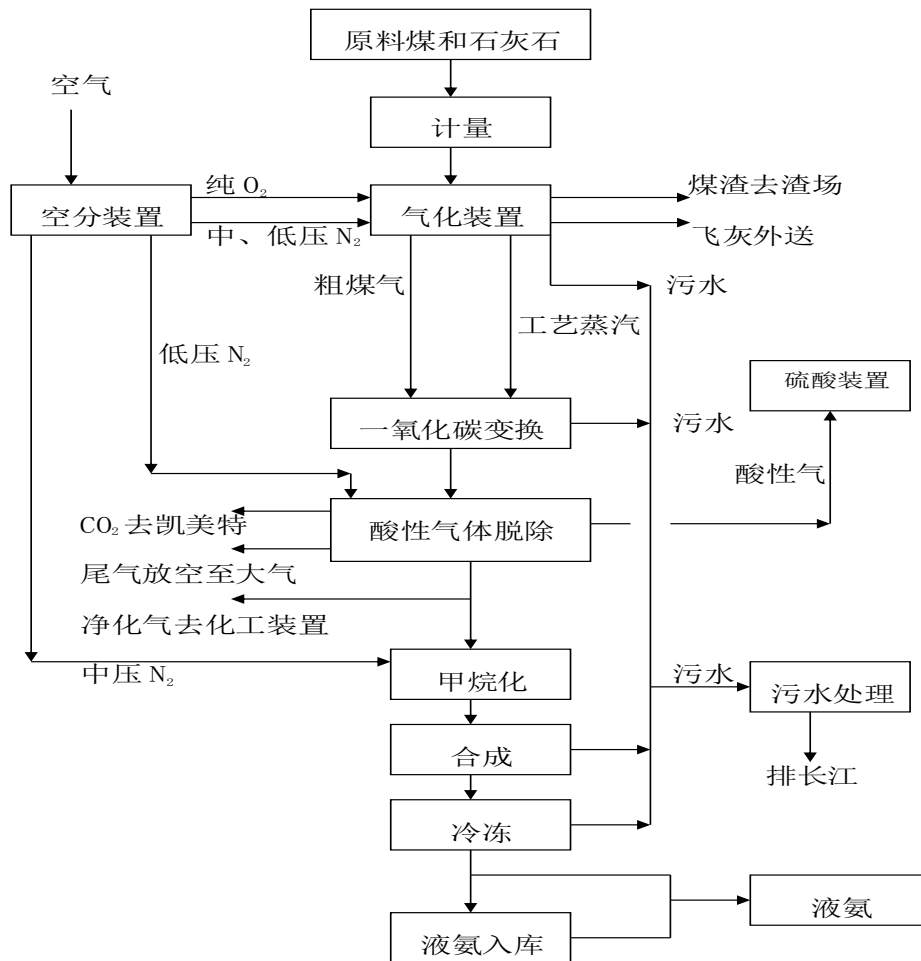 原料煤和石灰石
空气
计量
纯 O₂
煤渣去渣场
空分装置
气化装置
中、低压 N₂
飞灰外送
粗煤气
污水
工艺蒸汽
低压 N₂
硫酸装置
一氧化碳变换
污水
酸性气
CO₂ 去凯美特
酸性气体脱除
尾气放空至大气
净化气去化工装置
中压 N₂
甲烷化
污水
污水处理
合成
排长江
冷冻
液氨
液氨入库